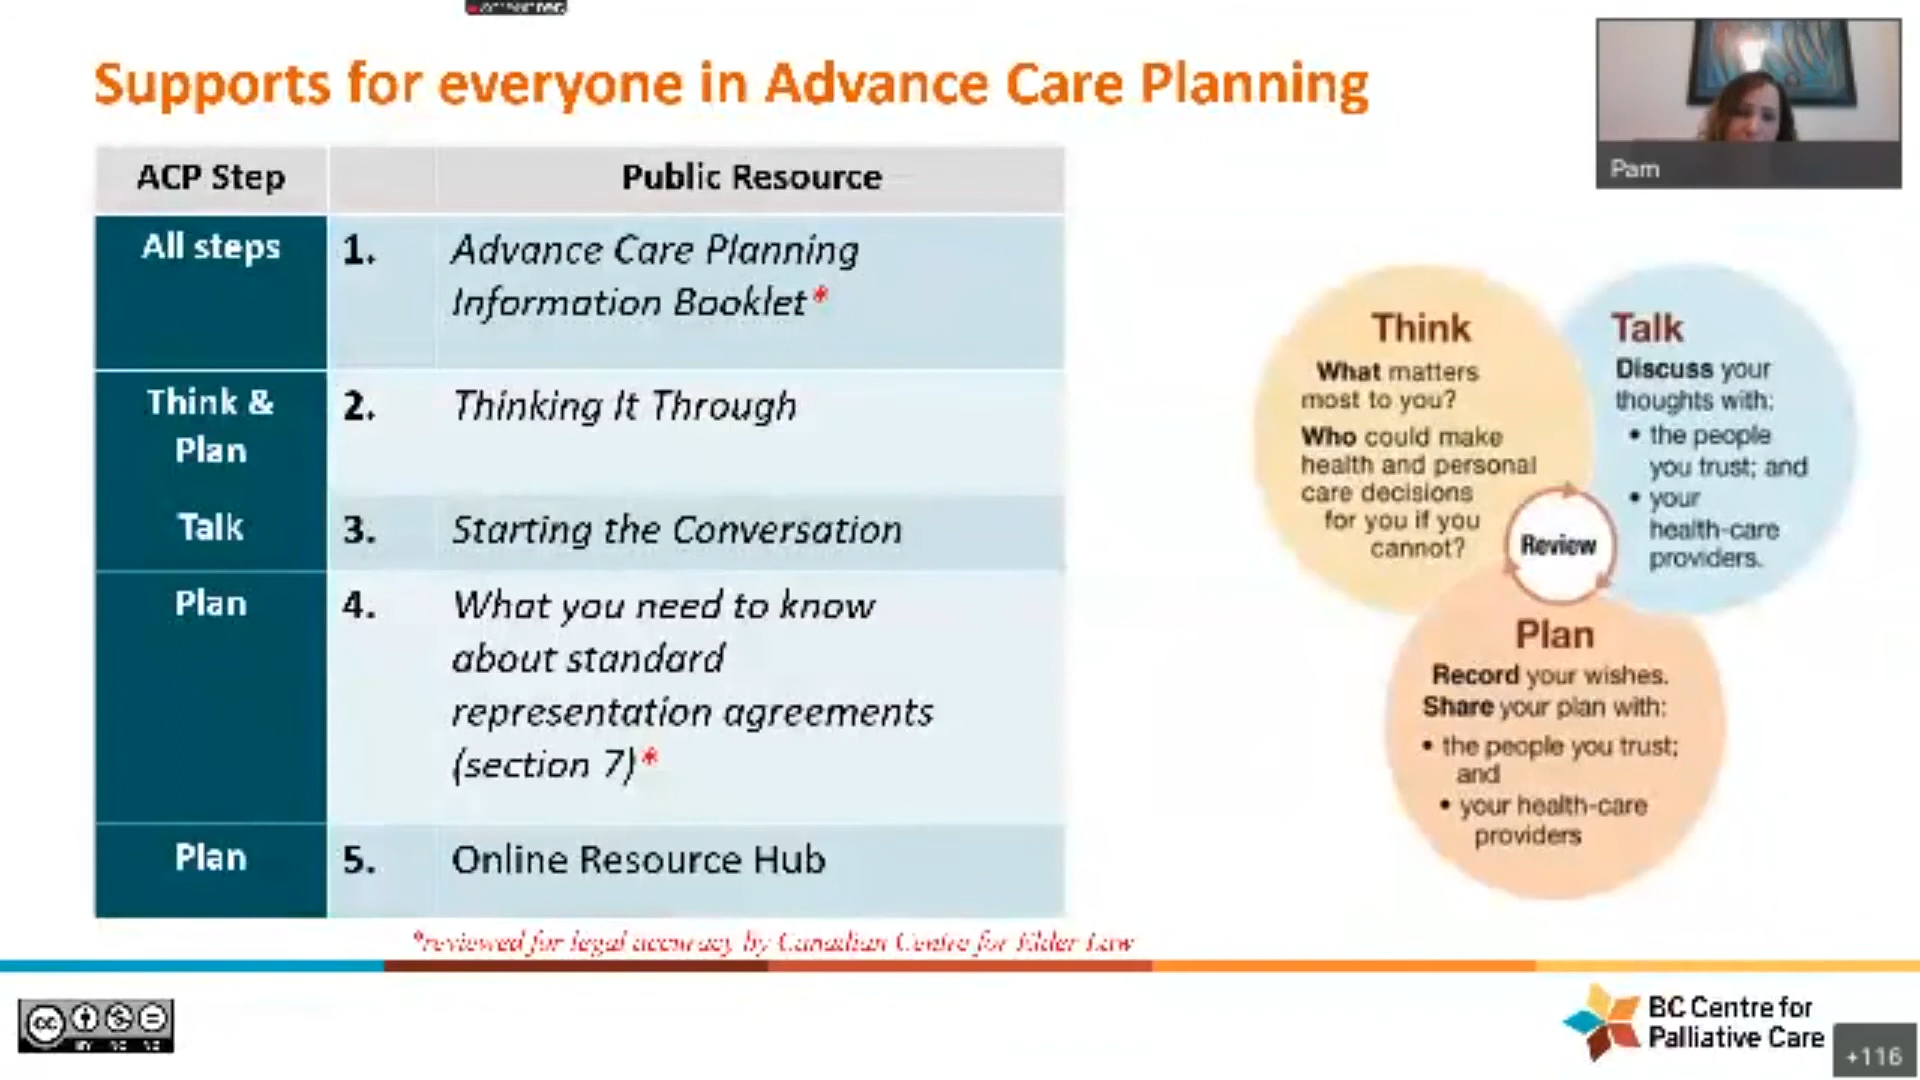 Supports for everyone in Advance Care Planning
Pam
ACP Step
Public Resource
All steps
1.
Advance Care Planning
Information Booklet*
Think &
Plan
2.
Thinking It Through
Talk
3.
Starting the Conversation
Plan
4.
What you need to know
about standard
representation agreements
(section 7)*
Plan
5.
Online Resource Hub
*reviewed for legal accuracy by Canadian Centre for Elder Law
Think
What matters
most to you?
Who could make
health and personal
care decisions
for you if you
cannot?
Talk
Discuss your
thoughts with:
• the people
you trust; and
• your
health-care
providers.
Review
Plan
Record your wishes.
Share your plan with:
• the people you trust;
and
• your health-care
providers
cc
BY NC
BC Centre for
Palliative Care
+116